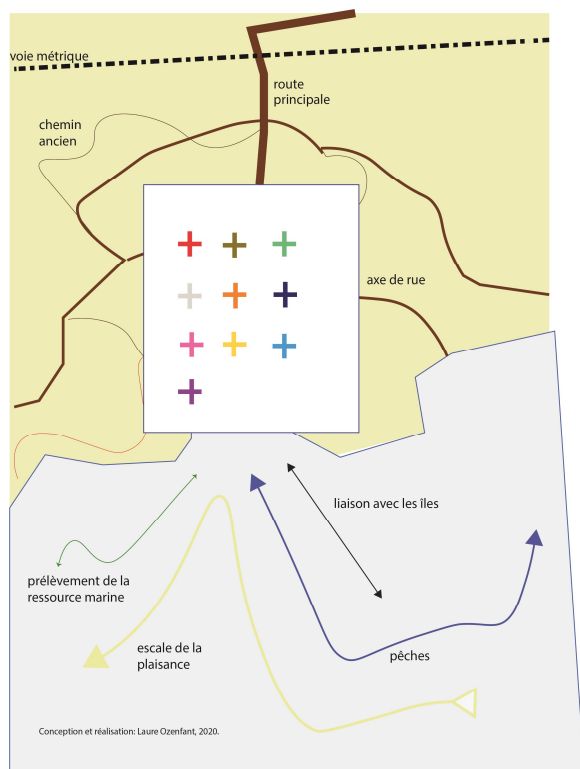 voie métrique
route
principale
chemin
ancien
axe de rue
liaison avec les îles
prélèvement de la
ressource marine
escale de la
plaisance
pêches
Conception et réalisation: Laure Ozenfant, 2020.